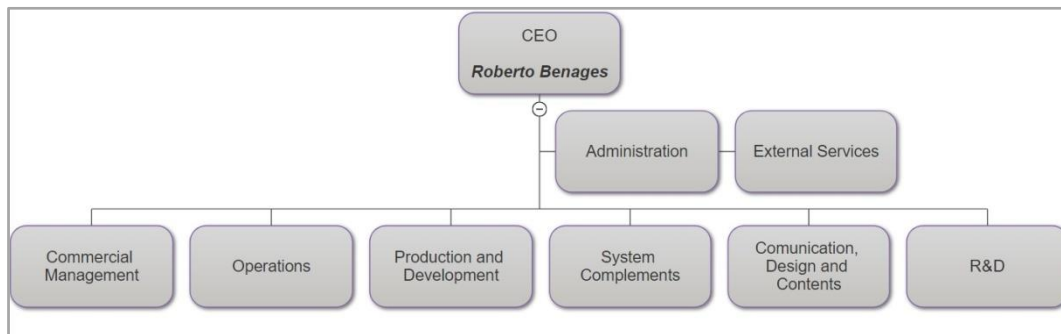 CEO
Roberto Benages
Administration
External Services
Commercial
Management
Operations
Production and
Development
System
Complements
Comunication,
Design and
Contents
R&D